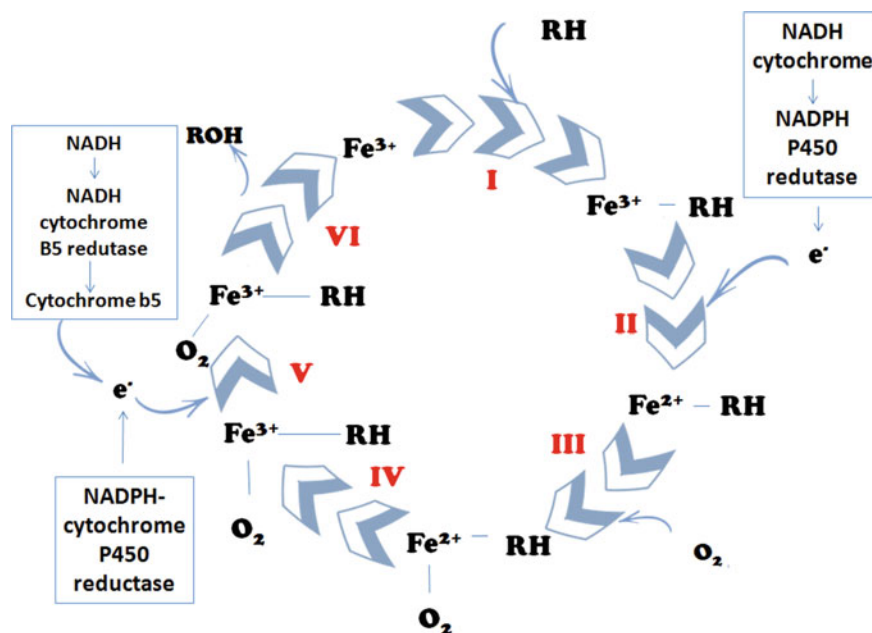 RH
NADH
cytochrome
NADPH
P450
redutase
e-
NADH
NADH
cytochrome
B5 redutase
Cytochrome b5
ROH
Fe³⁺
I
Fe³⁺ — RH
VI
II
Fe³⁺ — RH
O₂
V
e-
Fe²⁺ — RH
III
Fe³⁺ — RH
IV
O₂
NADPH-
cytochrome
P450
reductase
Fe²⁺ — RH
O₂
O₂